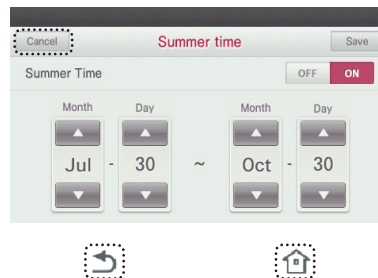 Cancel Summer time Save
Summer Time OFF ON
Month Day Month Day
Jul - 30 ~ Oct - 30